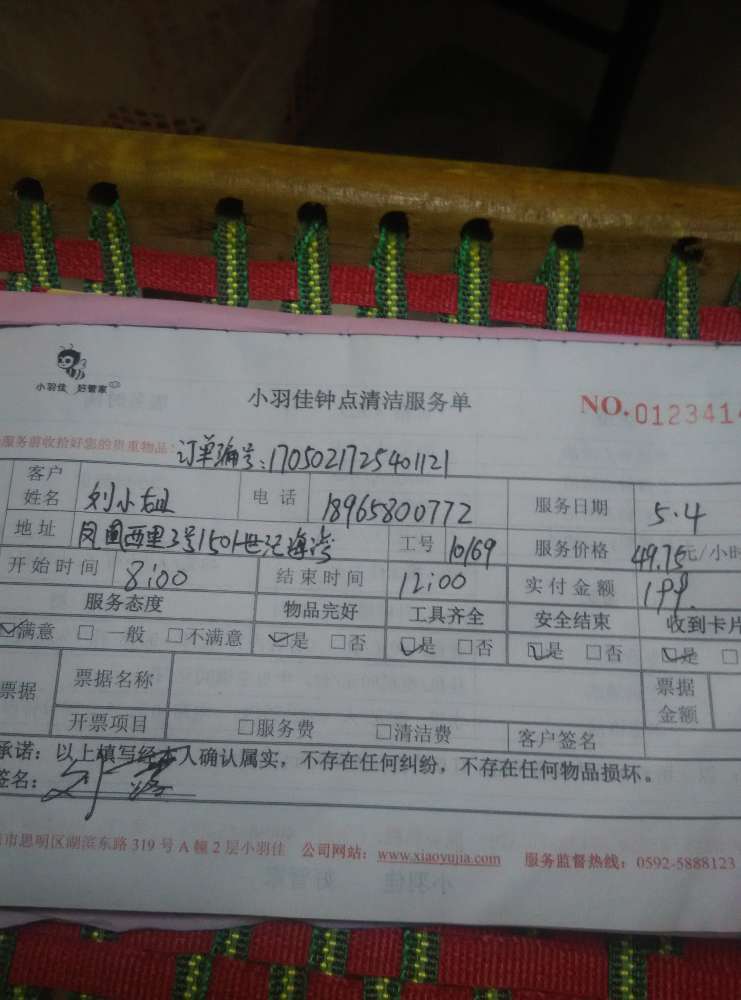 小羽佳 好管家
小羽佳钟点清洁服务单
NO.0123414
服务前收拾好您的贵重物品：订单编号：1705021725401121
客户姓名 刘小姐 电话 18965800772 服务日期 5.4
地址 凤凰西里3号1501世纪海湾 工号 10169 服务价格 49.75元/小时
开始时间 8:00 结束时间 12:00 实付金额 199.
服务态度 物品完好 工具齐全 安全结束 收到卡片
☑满意 □一般 □不满意 ☑是 □否 ☑是 □否 ☑是 □否 ☑是 □
票据 票据名称 票据金额
开票项目 □服务费 □清洁费 客户签名
承诺：以上填写经本人确认属实，不存在任何纠纷，不存在任何物品损坏。
签名：
市思明区湖滨东路 319 号 A 幢 2 层小羽佳 公司网站：www.xiaoyujia.com 服务监督热线：0592-5888123